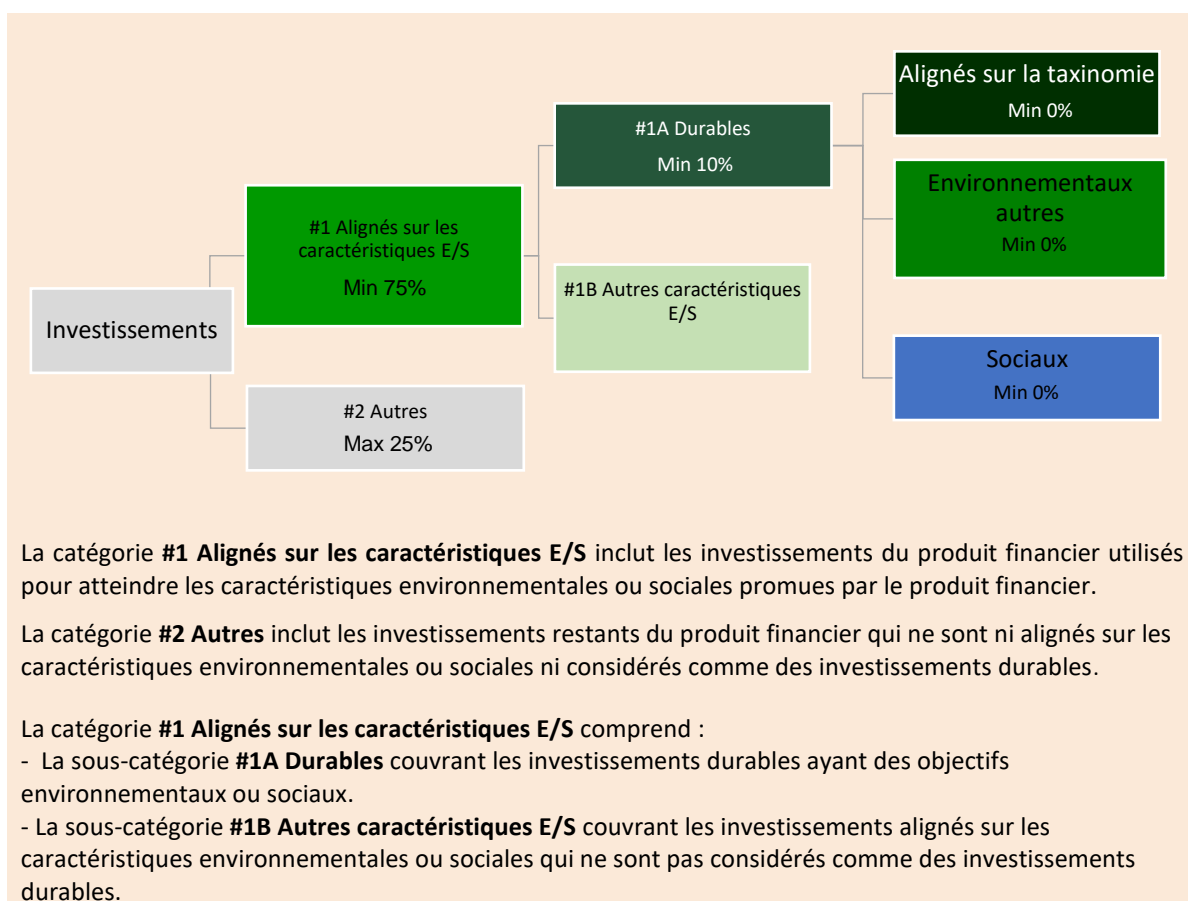 Alignés sur la taxinomie
Min 0%
#1A Durables
Min 10%
Environnementaux
autres
Min 0%
#1 Alignés sur les
caractéristiques E/S
Min 75%
#1B Autres caractéristiques
E/S
Investissements
Sociaux
Min 0%
#2 Autres
Max 25%
La catégorie #1 Alignés sur les caractéristiques E/S inclut les investissements du produit financier utilisés
pour atteindre les caractéristiques environnementales ou sociales promues par le produit financier.
La catégorie #2 Autres inclut les investissements restants du produit financier qui ne sont ni alignés sur les
caractéristiques environnementales ou sociales ni considérés comme des investissements durables.
La catégorie #1 Alignés sur les caractéristiques E/S comprend :
- La sous-catégorie #1A Durables couvrant les investissements durables ayant des objectifs
environnementaux ou sociaux.
- La sous-catégorie #1B Autres caractéristiques E/S couvrant les investissements alignés sur les
caractéristiques environnementales ou sociales qui ne sont pas considérés comme des investissements
durables.